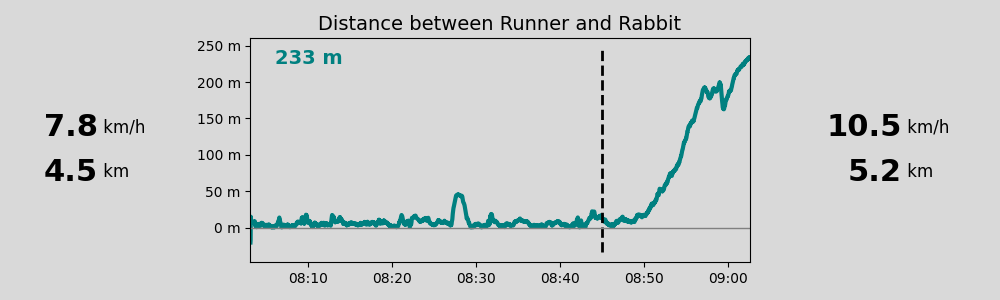 Distance between Runner and Rabbit
250 m
233 m
200 m
150 m
100 m
50 m
0 m
08:10 08:20 08:30 08:40 08:50 09:00
7.8 km/h
4.5 km
10.5 km/h
5.2 km